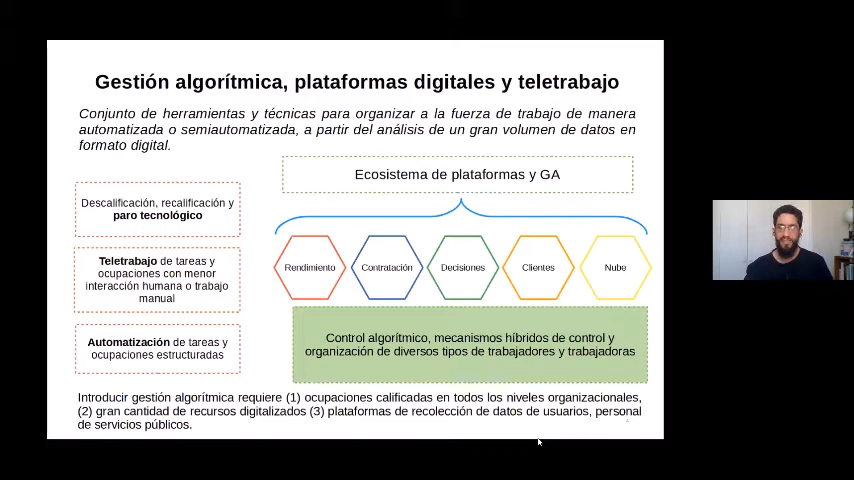 Gestión algorítmica, plataformas digitales y teletrabajo
Conjunto de herramientas y técnicas para organizar a la fuerza de trabajo de manera
automatizada o semiautomatizada, a partir del análisis de un gran volumen de datos en
formato digital.
Ecosistema de plataformas y GA
Descalificación, recalificación y
paro tecnológico
Teletrabajo de tareas y
ocupaciones con menor
interacción humana o trabajo
manual
Automatización de tareas y
ocupaciones estructuradas
Rendimiento
Contratación
Decisiones
Clientes
Nube
Control algorítmico, mecanismos híbridos de control y
organización de diversos tipos de trabajadores y trabajadoras
Introducir gestión algorítmica requiere (1) ocupaciones calificadas en todos los niveles organizacionales,
(2) gran cantidad de recursos digitalizados (3) plataformas de recolección de datos de usuarios, personal
de servicios públicos.